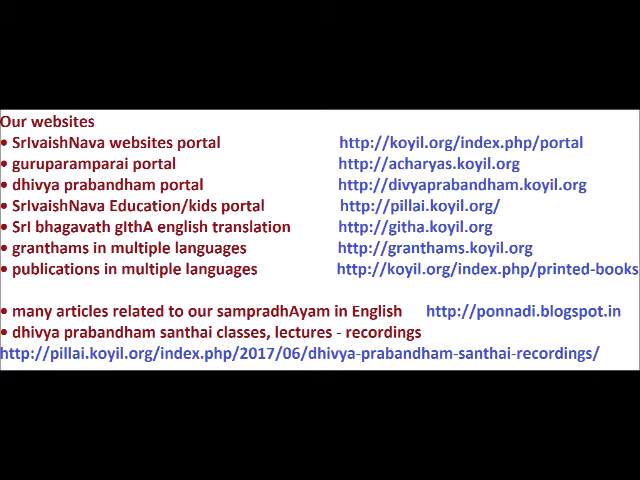 Our websites
• SrIvaishNava websites portal http://koyil.org/index.php/portal
• guruparamparai portal http://acharyas.koyil.org
• dhivya prabandham portal http://divyaprabandham.koyil.org
• SrIvaishNava Education/kids portal http://pillai.koyil.org/
• SrI bhagavath gIthA english translation http://githa.koyil.org
• granthams in multiple languages http://granthams.koyil.org
• publications in multiple languages http://koyil.org/index.php/printed-books
• many articles related to our sampradhAyam in English http://ponnadi.blogspot.in
• dhivya prabandham santhai classes, lectures - recordings
http://pillai.koyil.org/index.php/2017/06/dhivya-prabandham-santhai-recordings/